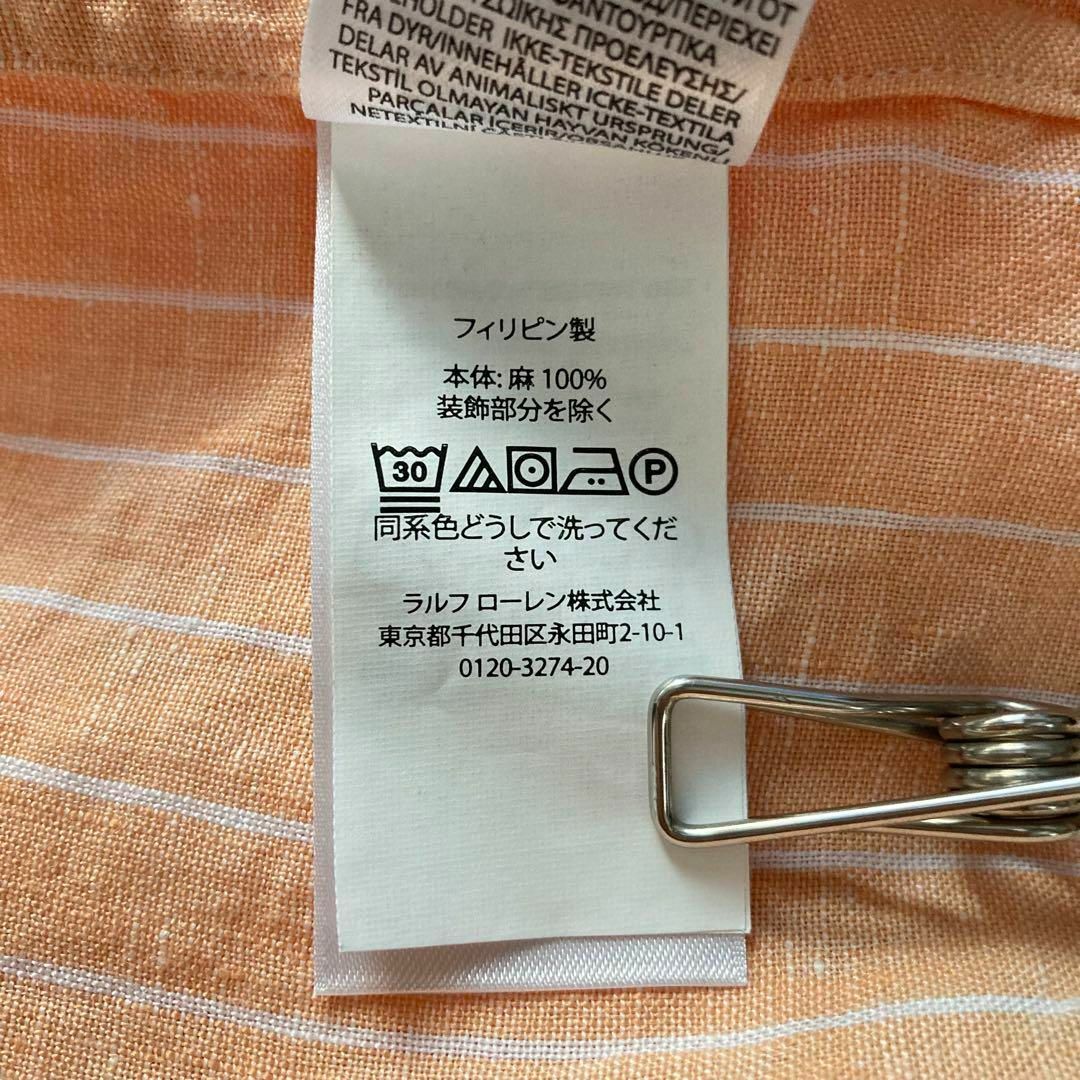 FRA DYR/INNEHÅLLER ICKE-TEXTILA
IKKE-TEKSTILE DELER
DELAR AV ANIMALISKT URSPRUNG/
TEKSTİL OLMAYAN HAYVAN KÖKENLİ
PARÇALAR İÇERİR/
フィリピン製
本体: 麻 100%
装飾部分を除く
30 P
同系色どうしで洗ってくだ
さい
ラルフ ローレン株式会社
東京都千代田区永田町2-10-1
0120-3274-20